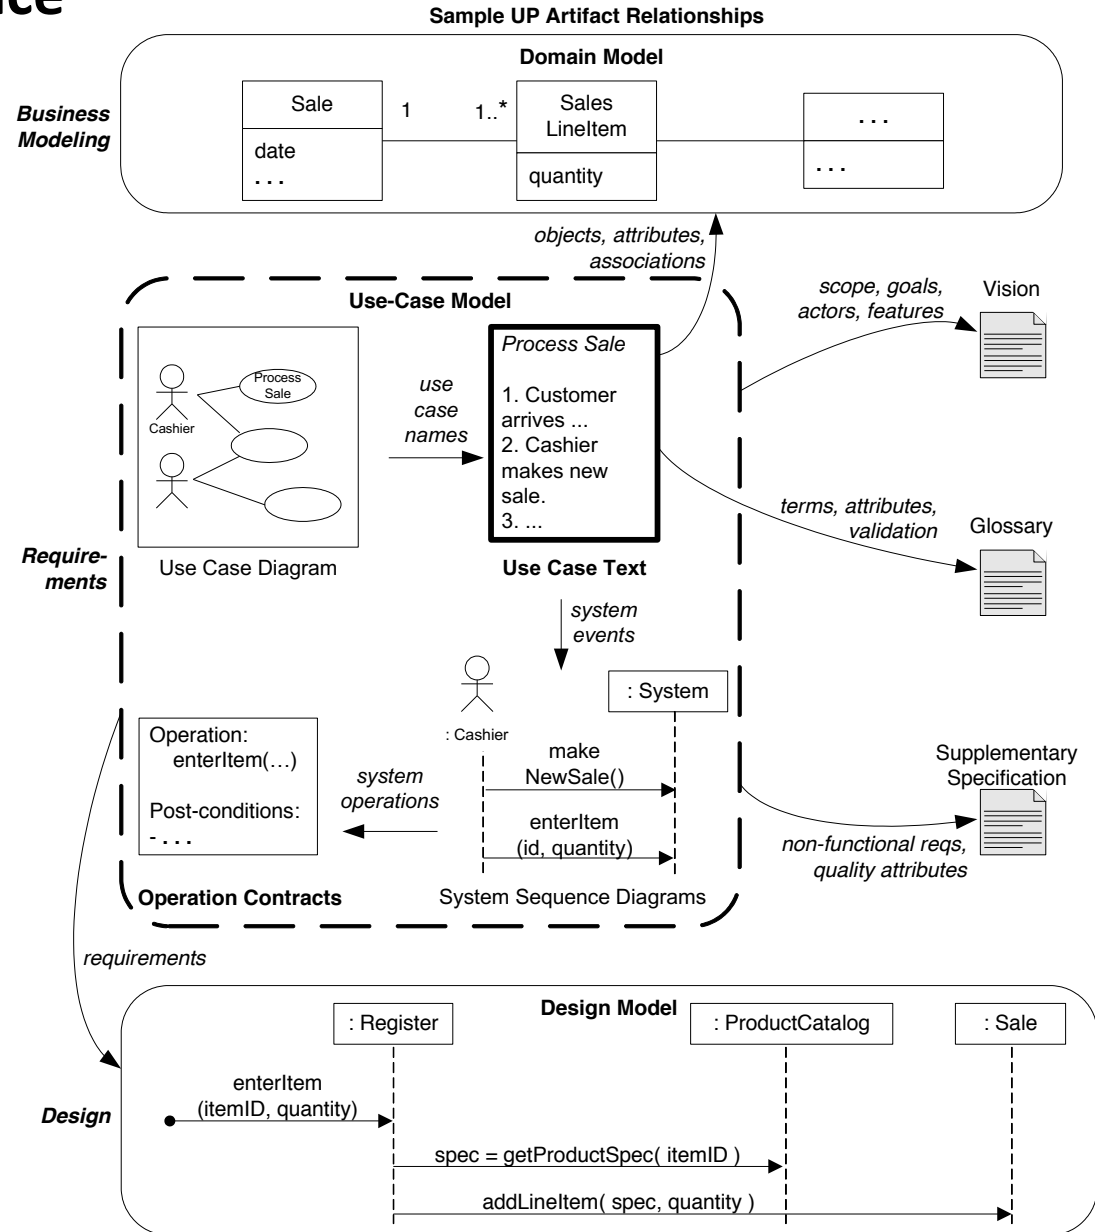 Sample UP Artifact Relationships
Domain Model
Business
Modeling
Sale
date
. . .
1
1..*
Sales
LineItem
quantity
. . .
. . .
objects, attributes,
associations
Use-Case Model
Process
Sale
Cashier
Use Case Diagram
use
case
names
Process Sale
1. Customer
arrives ...
2. Cashier
makes new
sale.
3. ...
Use Case Text
scope, goals,
actors, features
Vision
terms, attributes,
validation
Glossary
Require-
ments
system
events
: Cashier
: System
make
NewSale()
enterItem
(id, quantity)
System Sequence Diagrams
system
operations
Operation:
enterItem(…)
Post-conditions:
- . . .
Operation Contracts
Supplementary
Specification
non-functional reqs,
quality attributes
requirements
Design Model
Design
: Register
: ProductCatalog
: Sale
enterItem
(itemID, quantity)
spec = getProductSpec( itemID )
addLineItem( spec, quantity )